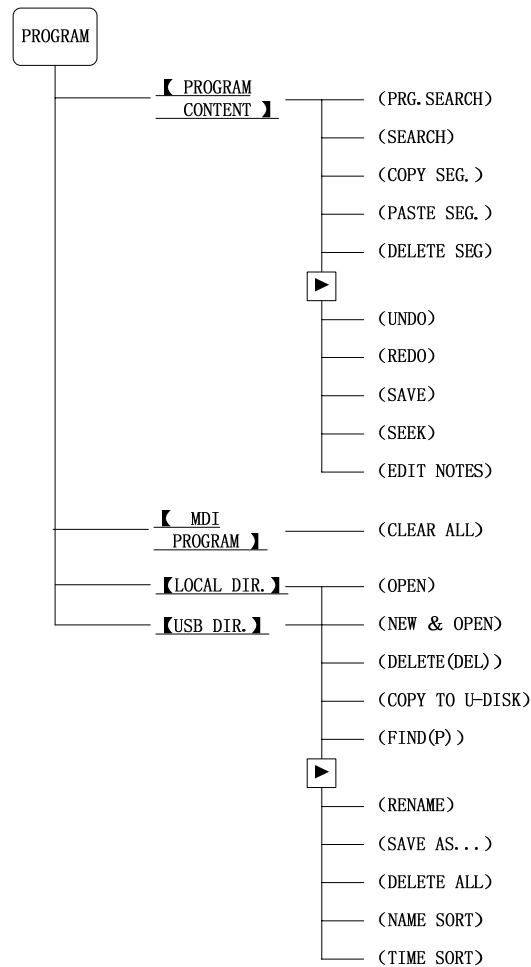 PROGRAM
【 PROGRAM
CONTENT 】
(PRG.SEARCH)
(SEARCH)
(COPY SEG.)
(PASTE SEG.)
(DELETE SEG)
(UNDO)
(REDO)
(SAVE)
(SEEK)
(EDIT NOTES)
【 MDI
PROGRAM 】
(CLEAR ALL)
【LOCAL DIR.】
(OPEN)
【USB DIR.】
(NEW & OPEN)
(DELETE(DEL))
(COPY TO U-DISK)
(FIND(P))
(RENAME)
(SAVE AS...)
(DELETE ALL)
(NAME SORT)
(TIME SORT)